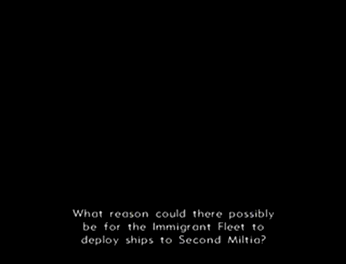 What reason could there possibly
be for the Immigrant Fleet to
deploy ships to Second Miltia?